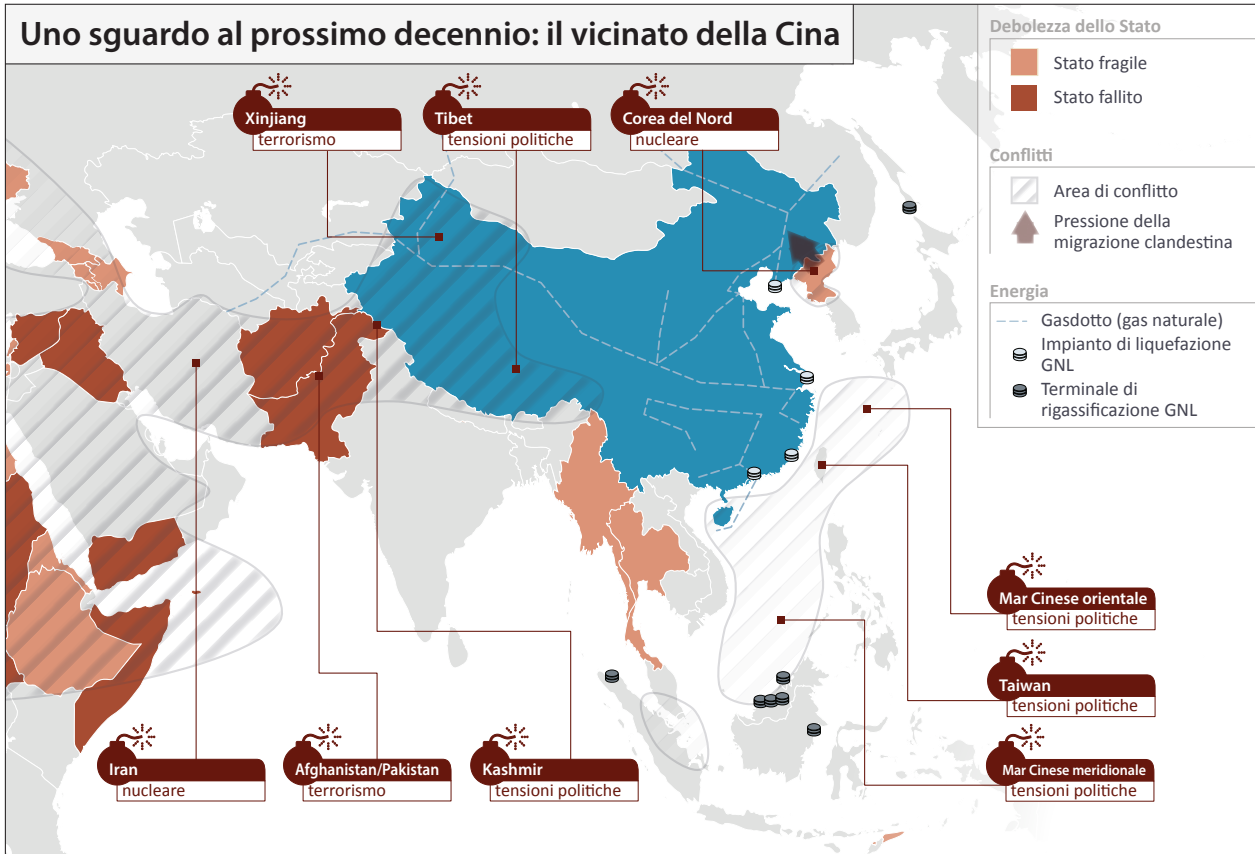 Uno sguardo al prossimo decennio: il vicinato della Cina
Debolezza dello Stato
Stato fragile
Stato fallito
Conflitti
Area di conflitto
Pressione della
migrazione clandestina
Energia
Gasdotto (gas naturale)
Impianto di liquefazione
GNL
Terminale di
rigassificazione GNL
Xinjiang
terrorismo
Tibet
tensioni politiche
Corea del Nord
nucleare
Mar Cinese orientale
tensioni politiche
Taiwan
tensioni politiche
Mar Cinese meridionale
tensioni politiche
Iran
nucleare
Afghanistan/Pakistan
terrorismo
Kashmir
tensioni politiche